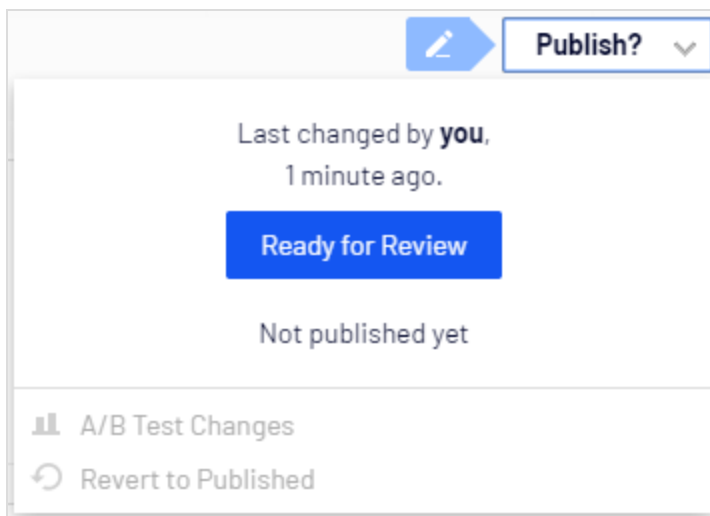 Publish?
Last changed by you,
1 minute ago.
Ready for Review
Not published yet
A/B Test Changes
Revert to Published